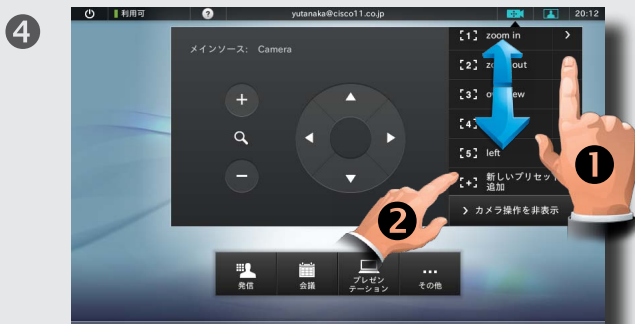 4
利用可
?
yutanaka@cisco11.co.jp
20:12
メインソース: Camera
[1] zoom in
[2]
[3]
[4]
[5] left
[+] 新しいプリセット
追加
カメラ操作を非表示
1
2
発信
会議
プレゼン
テーション
その他